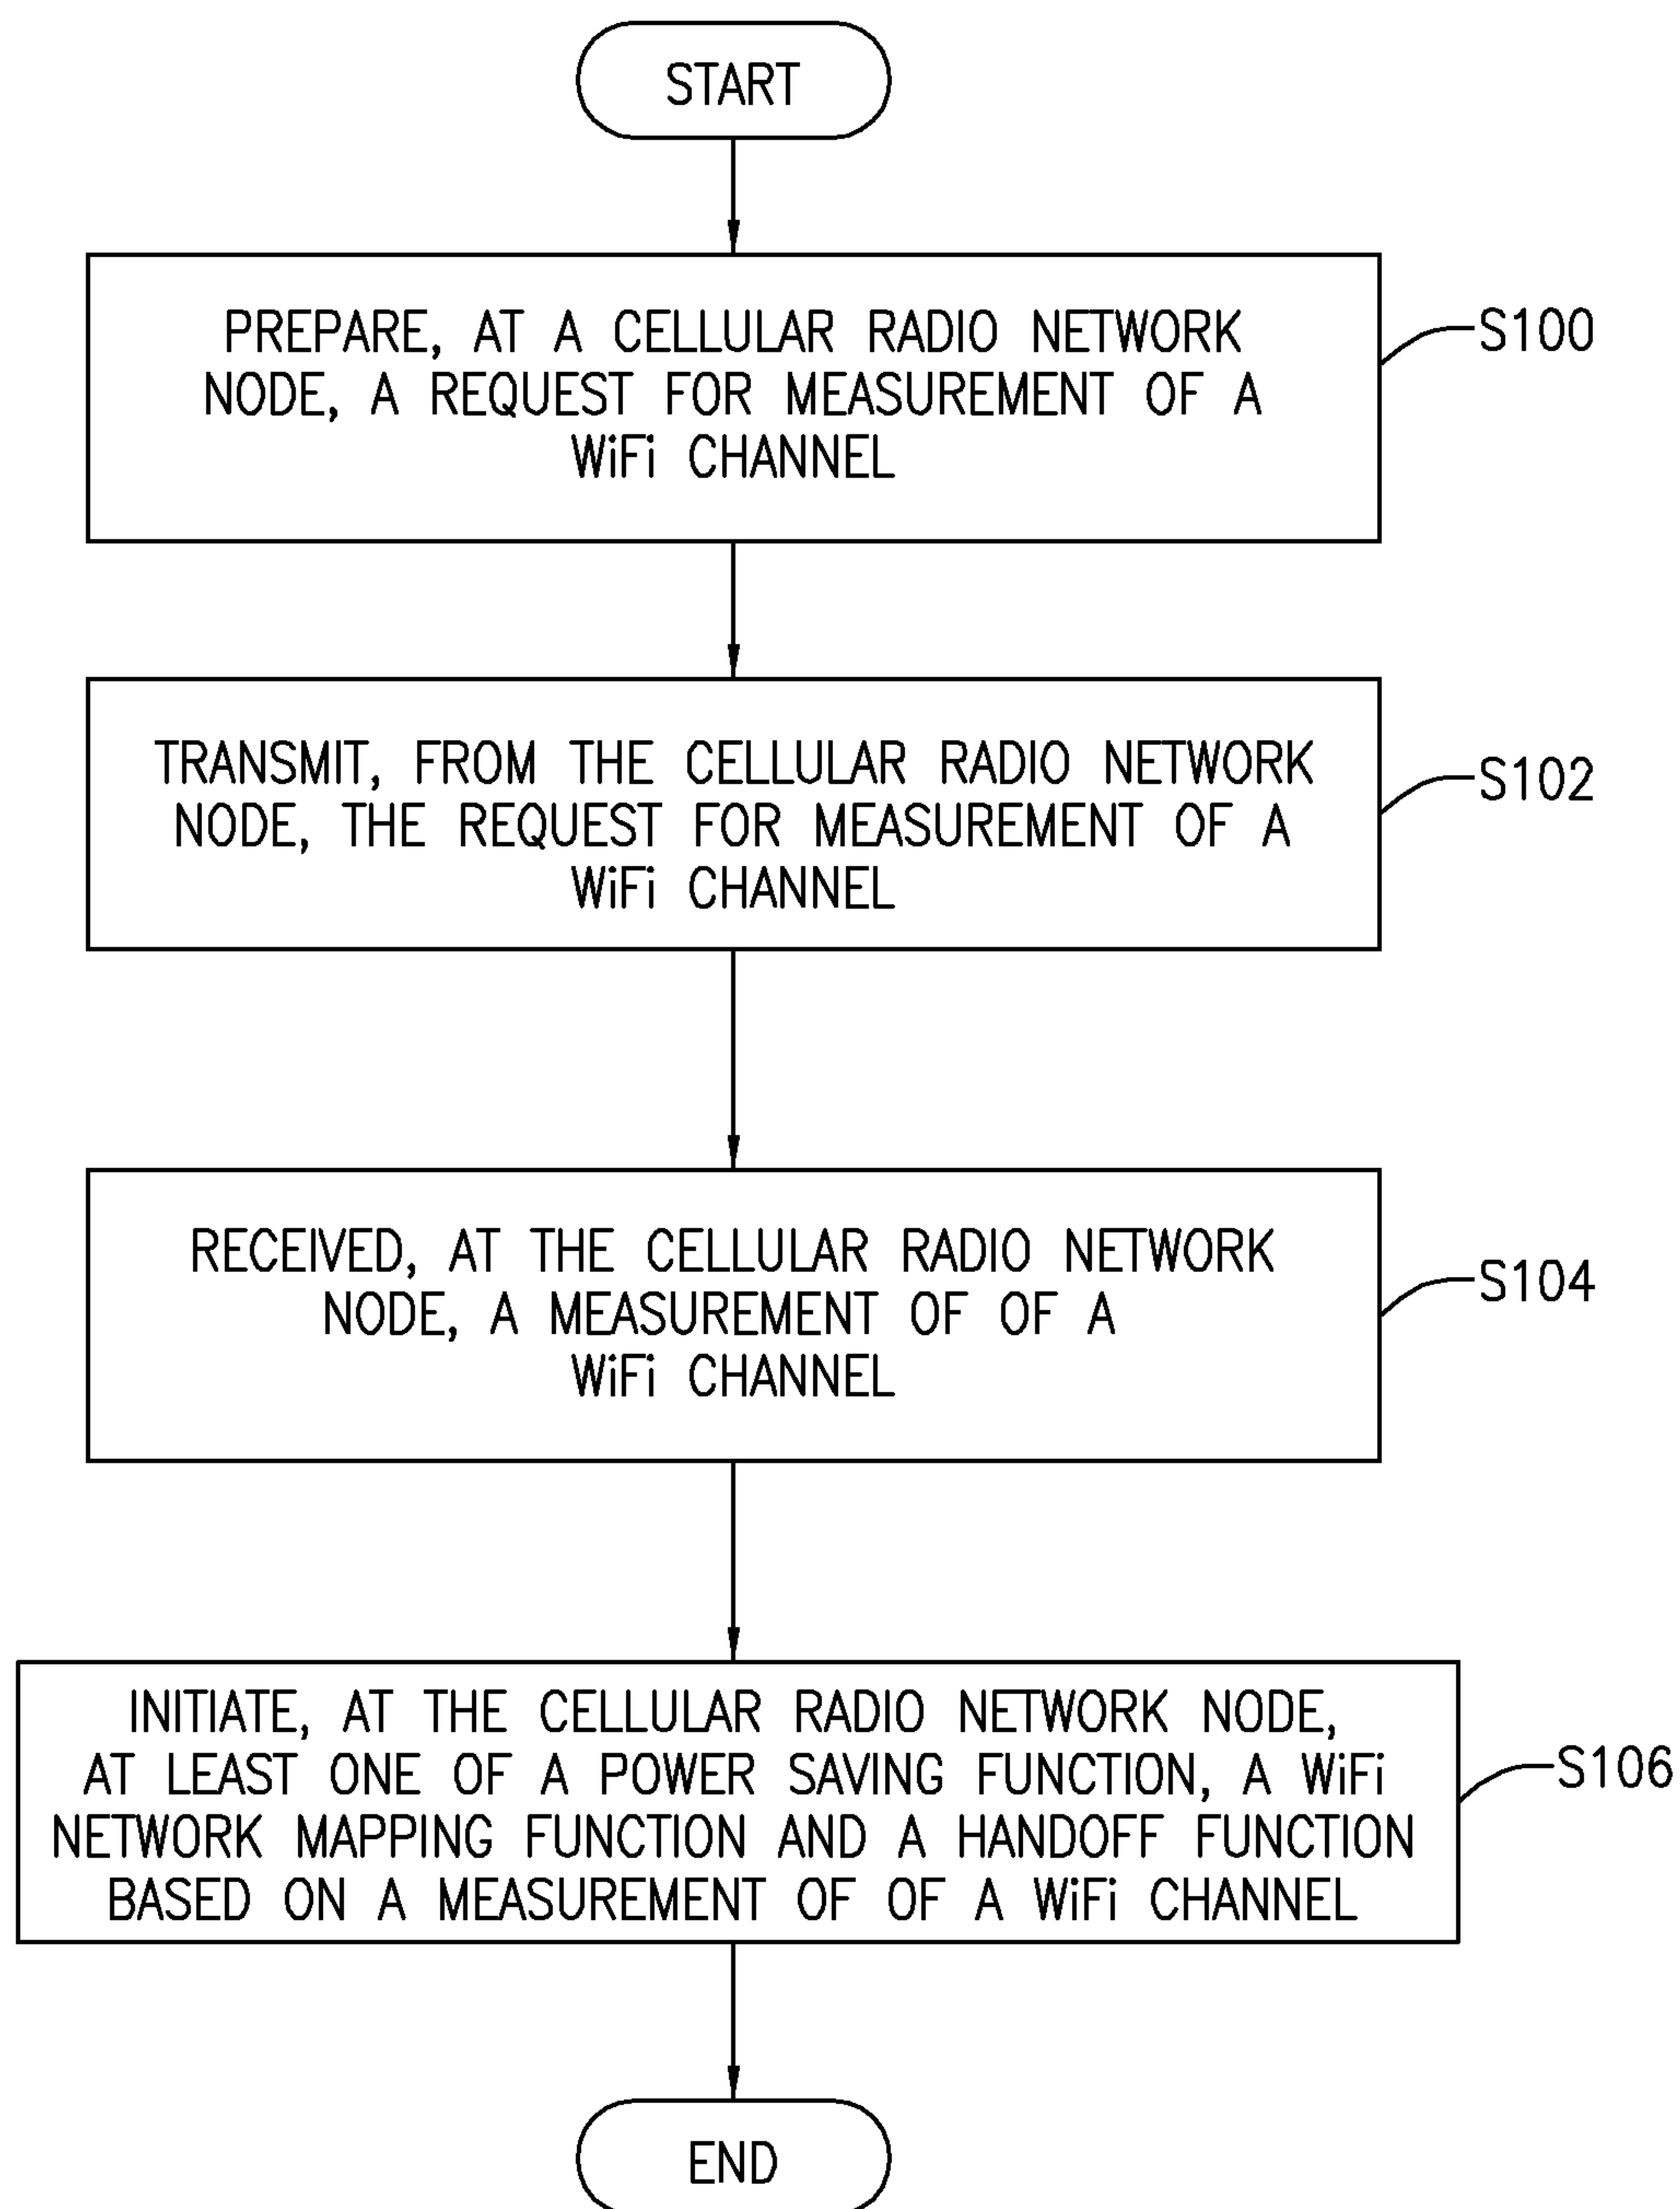 START
PREPARE, AT A CELLULAR RADIO NETWORK
NODE, A REQUEST FOR MEASUREMENT OF A
WiFi CHANNEL
S100
TRANSMIT, FROM THE CELLULAR RADIO NETWORK
NODE, THE REQUEST FOR MEASUREMENT OF A
WiFi CHANNEL
S102
RECEIVED, AT THE CELLULAR RADIO NETWORK
NODE, A MEASUREMENT OF OF A
WiFi CHANNEL
S104
INITIATE, AT THE CELLULAR RADIO NETWORK NODE,
AT LEAST ONE OF A POWER SAVING FUNCTION, A WiFi
NETWORK MAPPING FUNCTION AND A HANDOFF FUNCTION
BASED ON A MEASUREMENT OF OF A WiFi CHANNEL
S106
END